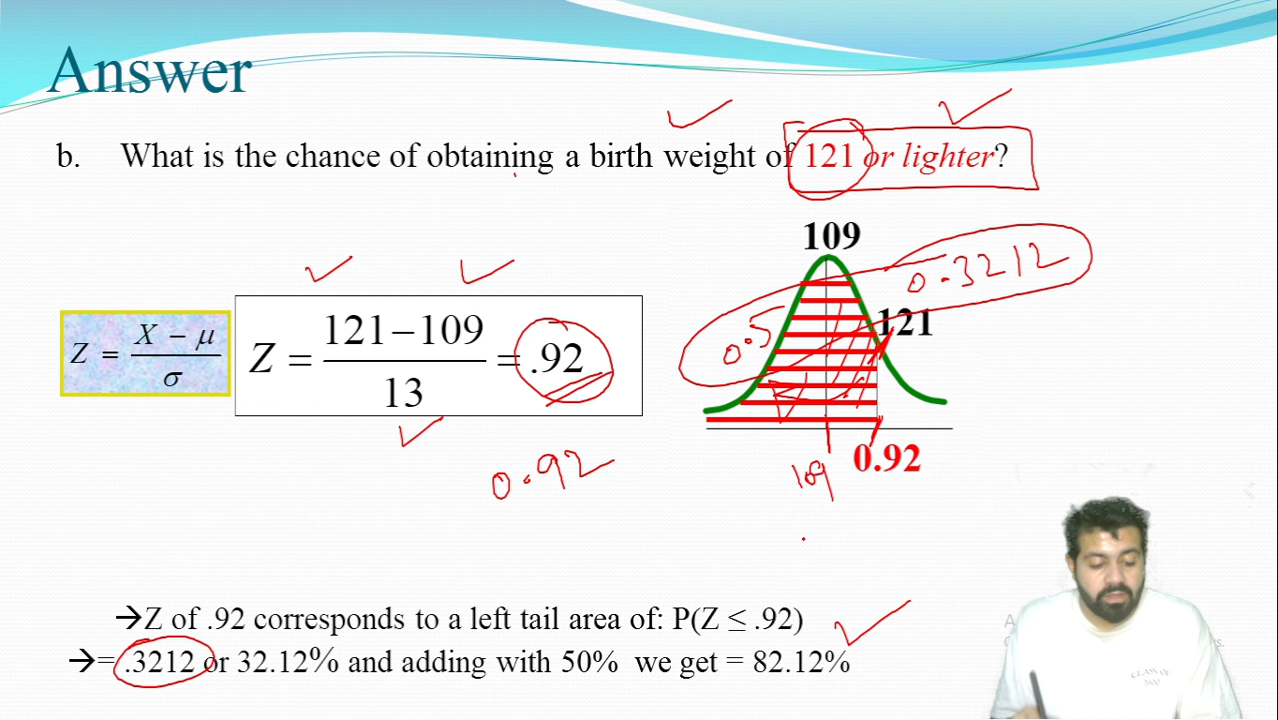 Answer
b. What is the chance of obtaining a birth weight of 121 or lighter?
109
0.3212
0.5
121
Z = X − μ / σ
Z = 121−109 / 13 = .92
0.92
0.92
109
→Z of .92 corresponds to a left tail area of: P(Z ≤ .92)
→= .3212 or 32.12% and adding with 50% we get = 82.12%